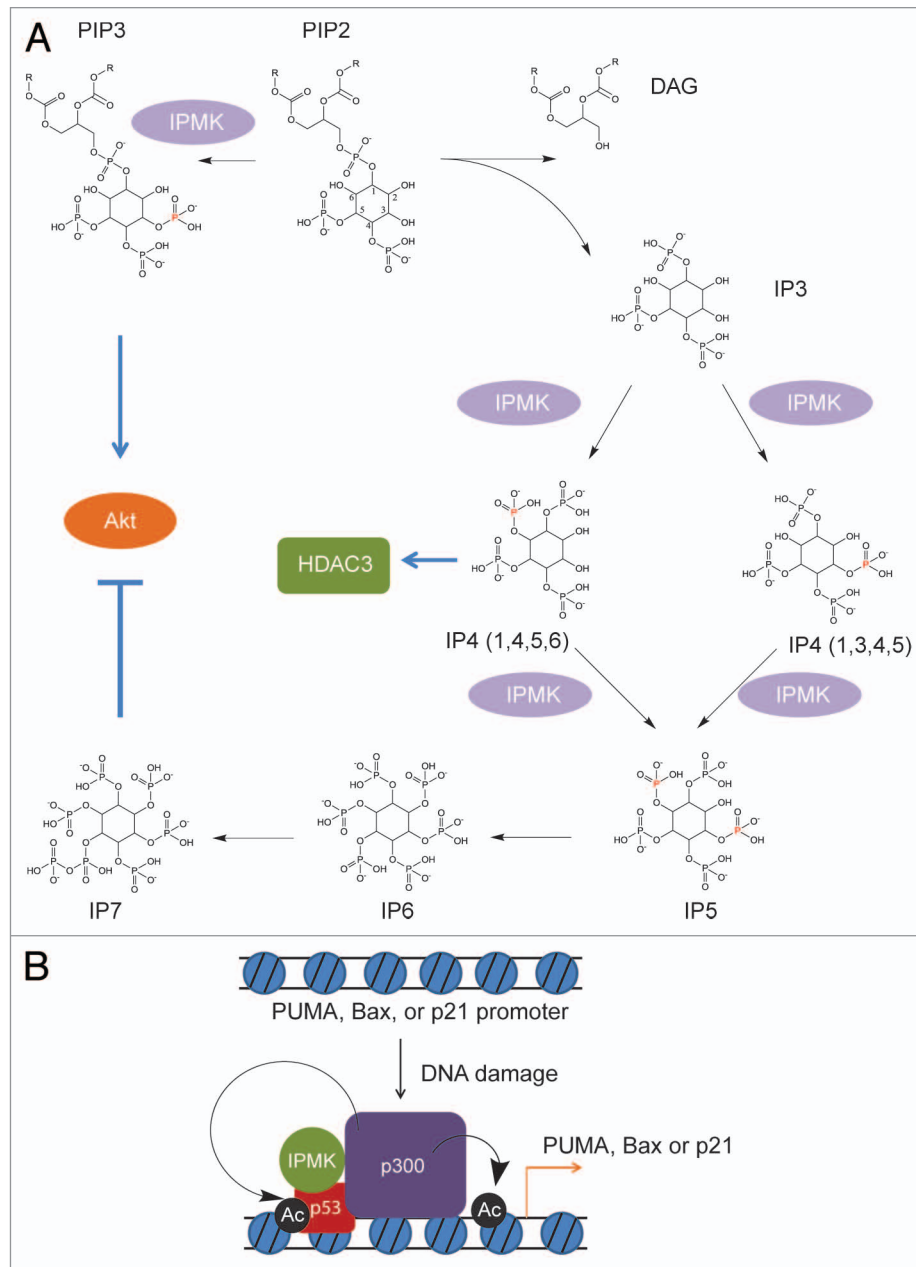 A
PIP3
PIP2
DAG
IPMK
IP3
IPMK
IPMK
Akt
HDAC3
IP4 (1,4,5,6)
IP4 (1,3,4,5)
IPMK
IPMK
IP7
IP6
IP5
B
PUMA, Bax, or p21 promoter
DNA damage
PUMA, Bax or p21
IPMK
p300
Ac
p53
Ac